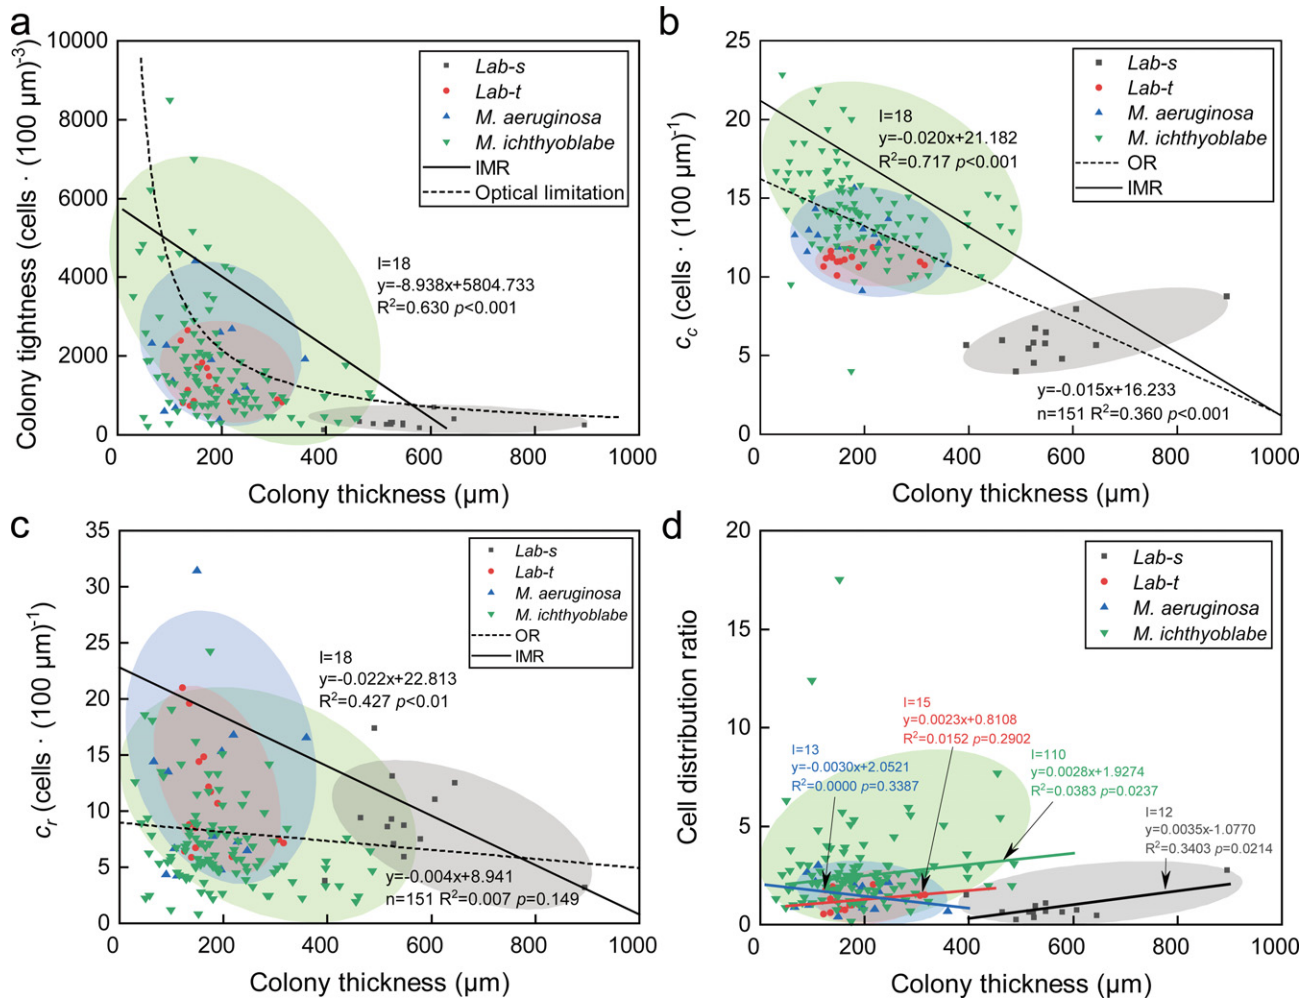 a
10000
8000
6000
4000
2000
0
0
200
400
600
800
1000
Colony tightness (cells · (100 µm)⁻³)
Colony thickness (µm)
Lab-s
Lab-t
M. aeruginosa
M. ichthyoblabe
IMR
Optical limitation
I=18
y=-8.938x+5804.733
R²=0.630 p<0.001
b
25
20
15
10
5
0
0
200
400
600
800
1000
c_c (cells · (100 µm)⁻¹)
Colony thickness (µm)
Lab-s
Lab-t
M. aeruginosa
M. ichthyoblabe
OR
IMR
I=18
y=-0.020x+21.182
R²=0.717 p<0.001
y=-0.015x+16.233
n=151 R²=0.360 p<0.001
c
35
30
25
20
15
10
5
0
0
200
400
600
800
1000
c_r (cells · (100 µm)⁻¹)
Colony thickness (µm)
Lab-s
Lab-t
M. aeruginosa
M. ichthyoblabe
OR
IMR
I=18
y=-0.022x+22.813
R²=0.427 p<0.01
y=-0.004x+8.941
n=151 R²=0.007 p=0.149
d
20
15
10
5
0
0
200
400
600
800
1000
Cell distribution ratio
Colony thickness (µm)
Lab-s
Lab-t
M. aeruginosa
M. ichthyoblabe
I=15
y=0.0023x+0.8108
R²=0.0152 p=0.2902
I=13
y=-0.0030x+2.0521
R²=0.0000 p=0.3387
I=110
y=0.0028x+1.9274
R²=0.0383 p=0.0237
I=12
y=0.0035x-1.0770
R²=0.3403 p=0.0214